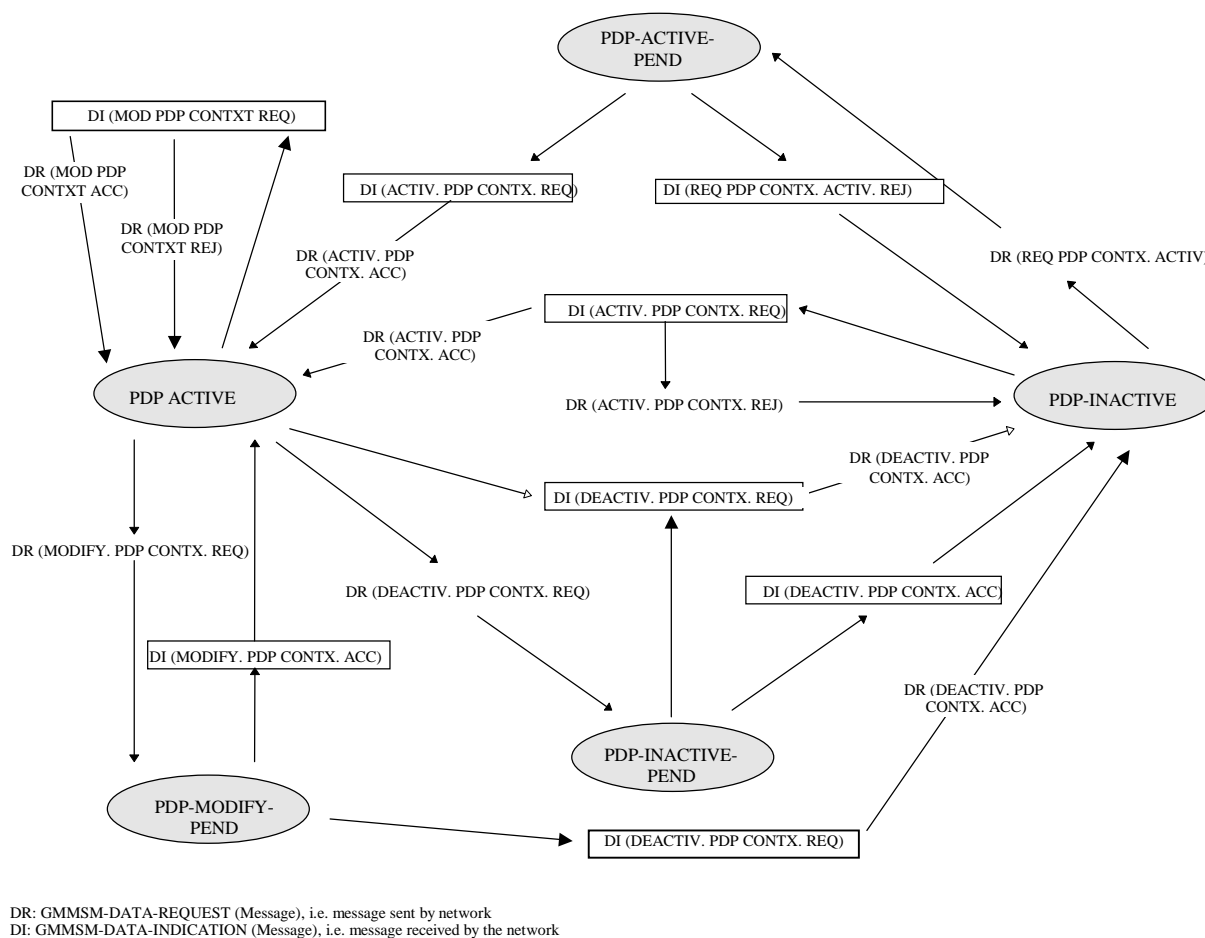 PDP-ACTIVE-
PEND
DI (MOD PDP CONTXT REQ)
DR (MOD PDP
CONTXT ACC)
DI (ACTIV. PDP CONTX. REQ)
DI (REQ PDP CONTX. ACTIV. REJ)
DR (MOD PDP
CONTXT REJ)
DR (ACTIV. PDP
CONTX. ACC)
DR (REQ PDP CONTX. ACTIV)
DI (ACTIV. PDP CONTX. REQ)
DR (ACTIV. PDP
CONTX. ACC)
PDP ACTIVE
DR (ACTIV. PDP CONTX. REJ)
PDP-INACTIVE
DR (DEACTIV. PDP
CONTX. ACC)
DI (DEACTIV. PDP CONTX. REQ)
DR (MODIFY. PDP CONTX. REQ)
DR (DEACTIV. PDP CONTX. REQ)
DI (DEACTIV. PDP CONTX. ACC)
DI (MODIFY. PDP CONTX. ACC)
DR (DEACTIV. PDP
CONTX. ACC)
PDP-INACTIVE-
PEND
PDP-MODIFY-
PEND
DI (DEACTIV. PDP CONTX. REQ)
DR: GMMSM-DATA-REQUEST (Message), i.e. message sent by network
DI: GMMSM-DATA-INDICATION (Message), i.e. message received by the network